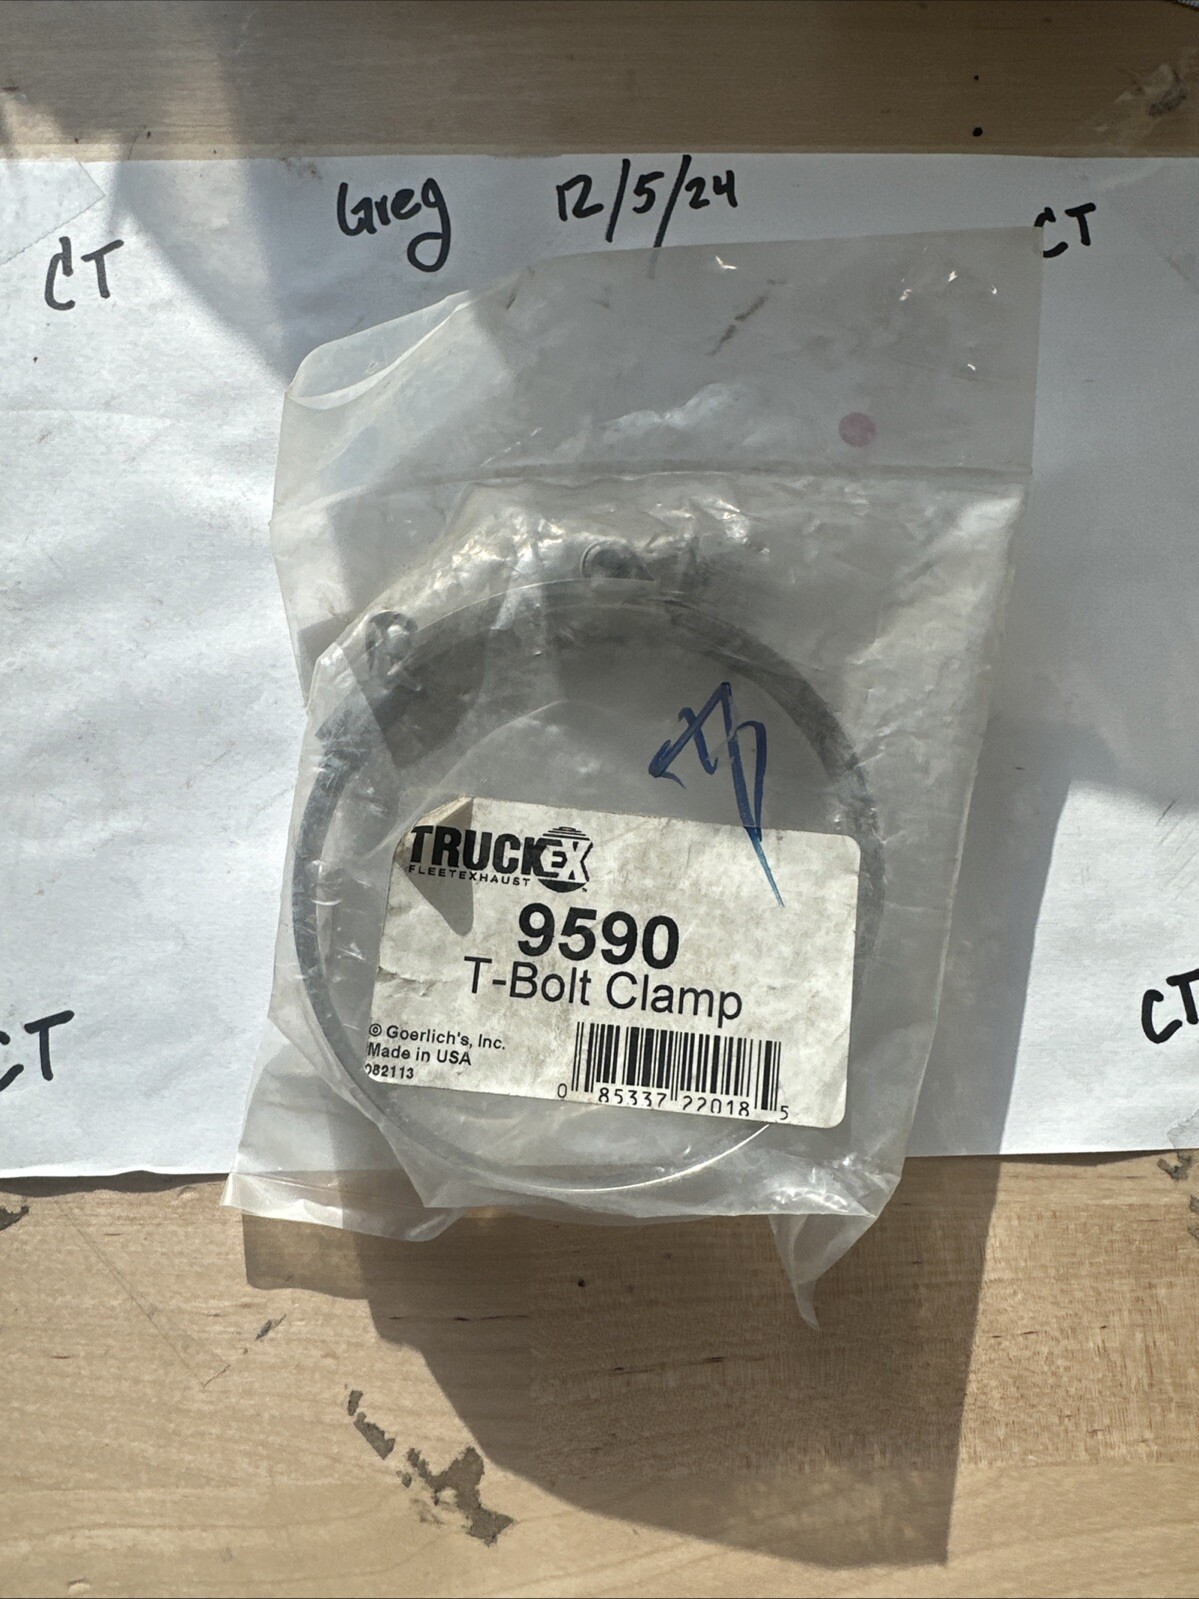 Greg 12/5/24
CT
CT
TRUCKEX
FLEETEXHAUST
9590
T-Bolt Clamp
© Goerlich's, Inc.
Made in USA
082113
0 85337 22018 5
CT
CT